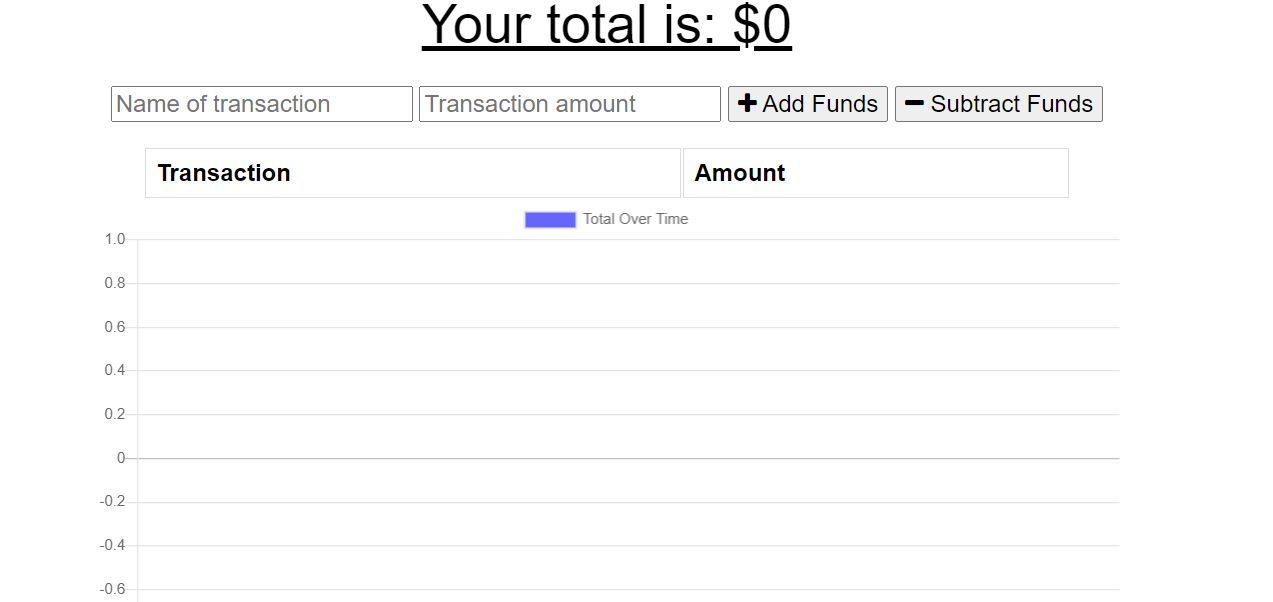 Your total is: $0
Name of transaction Transaction amount Add Funds Subtract Funds
Transaction Amount
Total Over Time
1.0
0.8
0.6
0.4
0.2
0
-0.2
-0.4
-0.6